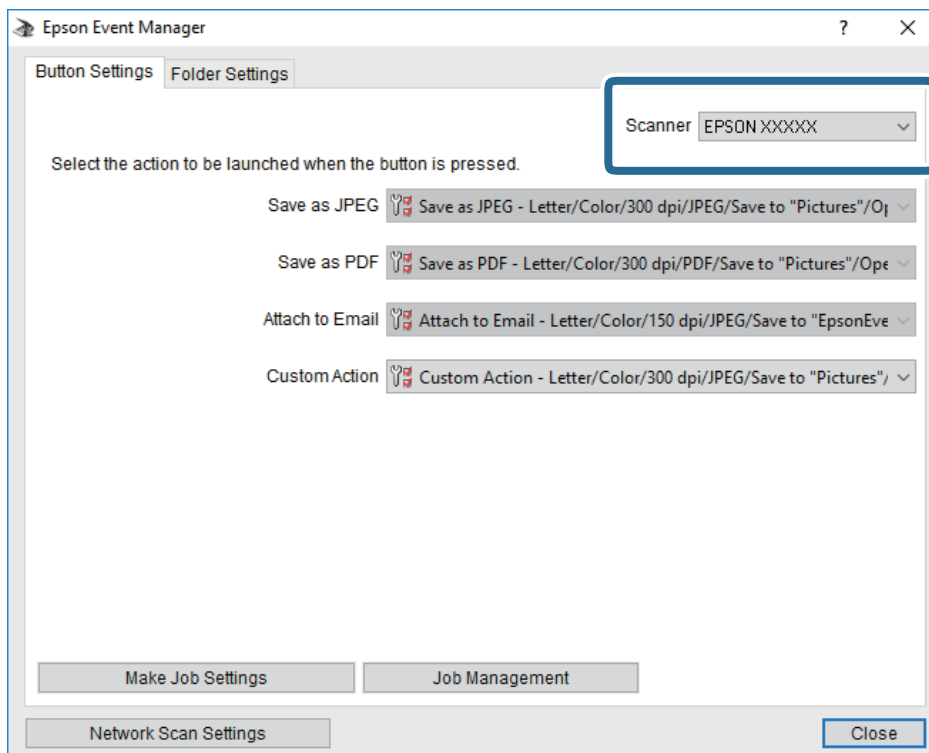 Epson Event Manager
Button Settings Folder Settings
Scanner EPSON XXXXX
Select the action to be launched when the button is pressed.
Save as JPEG Save as JPEG - Letter/Color/300 dpi/JPEG/Save to "Pictures"/Op
Save as PDF Save as PDF - Letter/Color/300 dpi/PDF/Save to "Pictures"/Ope
Attach to Email Attach to Email - Letter/Color/150 dpi/JPEG/Save to "EpsonEve
Custom Action Custom Action - Letter/Color/300 dpi/JPEG/Save to "Pictures"/
Make Job Settings Job Management
Network Scan Settings Close